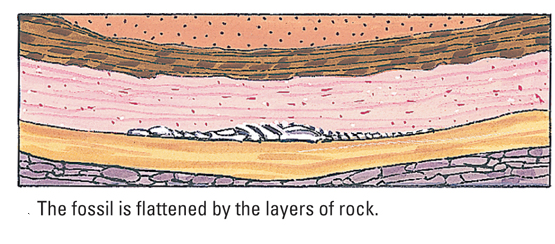 The fossil is flattened by the layers of rock.